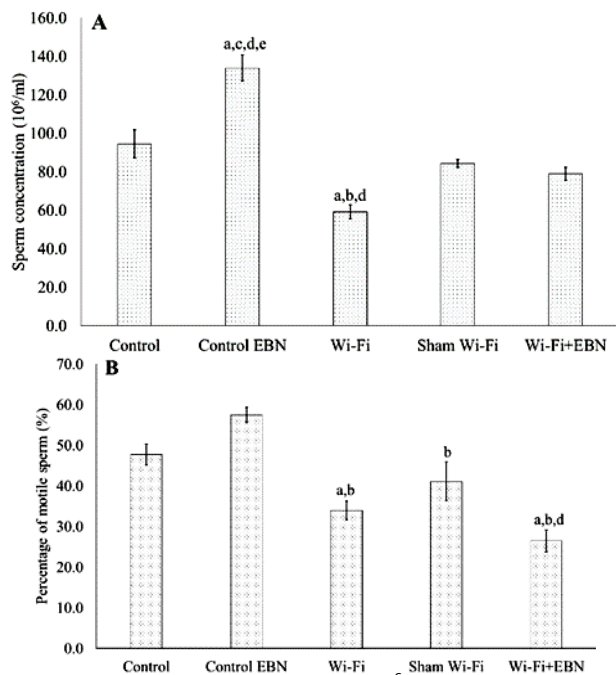 A
Sperm concentration (10⁶/ml)
160.0
140.0
120.0
100.0
80.0
60.0
40.0
20.0
0.0
a,c,d,e
a,b,d
Control Control EBN Wi-Fi Sham Wi-Fi Wi-Fi+EBN
B
Percentage of motile sperm (%)
70.0
60.0
50.0
40.0
30.0
20.0
10.0
0.0
a,b
b
a,b,d
Control Control EBN Wi-Fi Sham Wi-Fi Wi-Fi+EBN